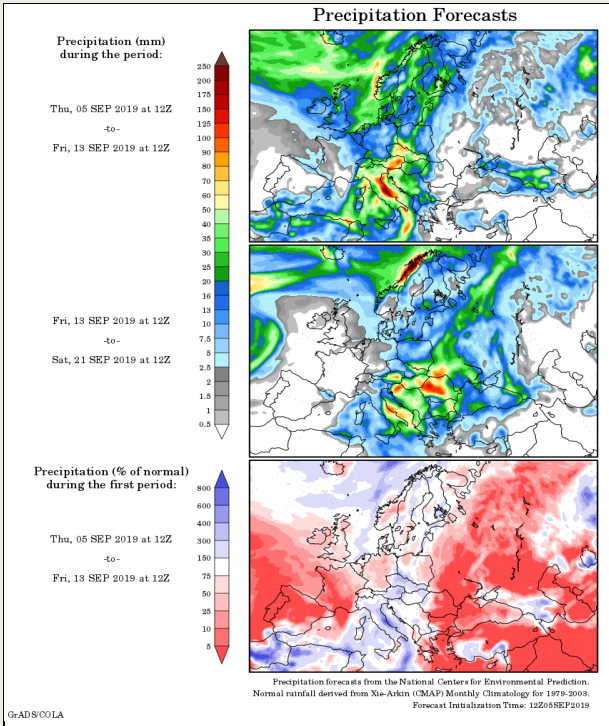 Precipitation Forecasts
Precipitation (mm)
during the period:
Thu, 05 SEP 2019 at 12Z
-to-
Fri, 13 SEP 2019 at 12Z
250
200
175
150
125
100
90
80
70
60
50
40
35
30
25
20
16
13
10
7.5
5
2.5
2
1.5
1
0.5
Fri, 13 SEP 2019 at 12Z
-to-
Sat, 21 SEP 2019 at 12Z
Precipitation (% of normal)
during the first period:
Thu, 05 SEP 2019 at 12Z
-to-
Fri, 13 SEP 2019 at 12Z
800
600
400
300
150
75
50
25
10
5
Precipitation forecasts from the National Centers for Environmental Prediction.
Normal rainfall derived from Xie-Arkin (CMAP) Monthly Climatology for 1979-2003.
Forecast Initialization Time: 12Z05SEP2019
GrADS/COLA